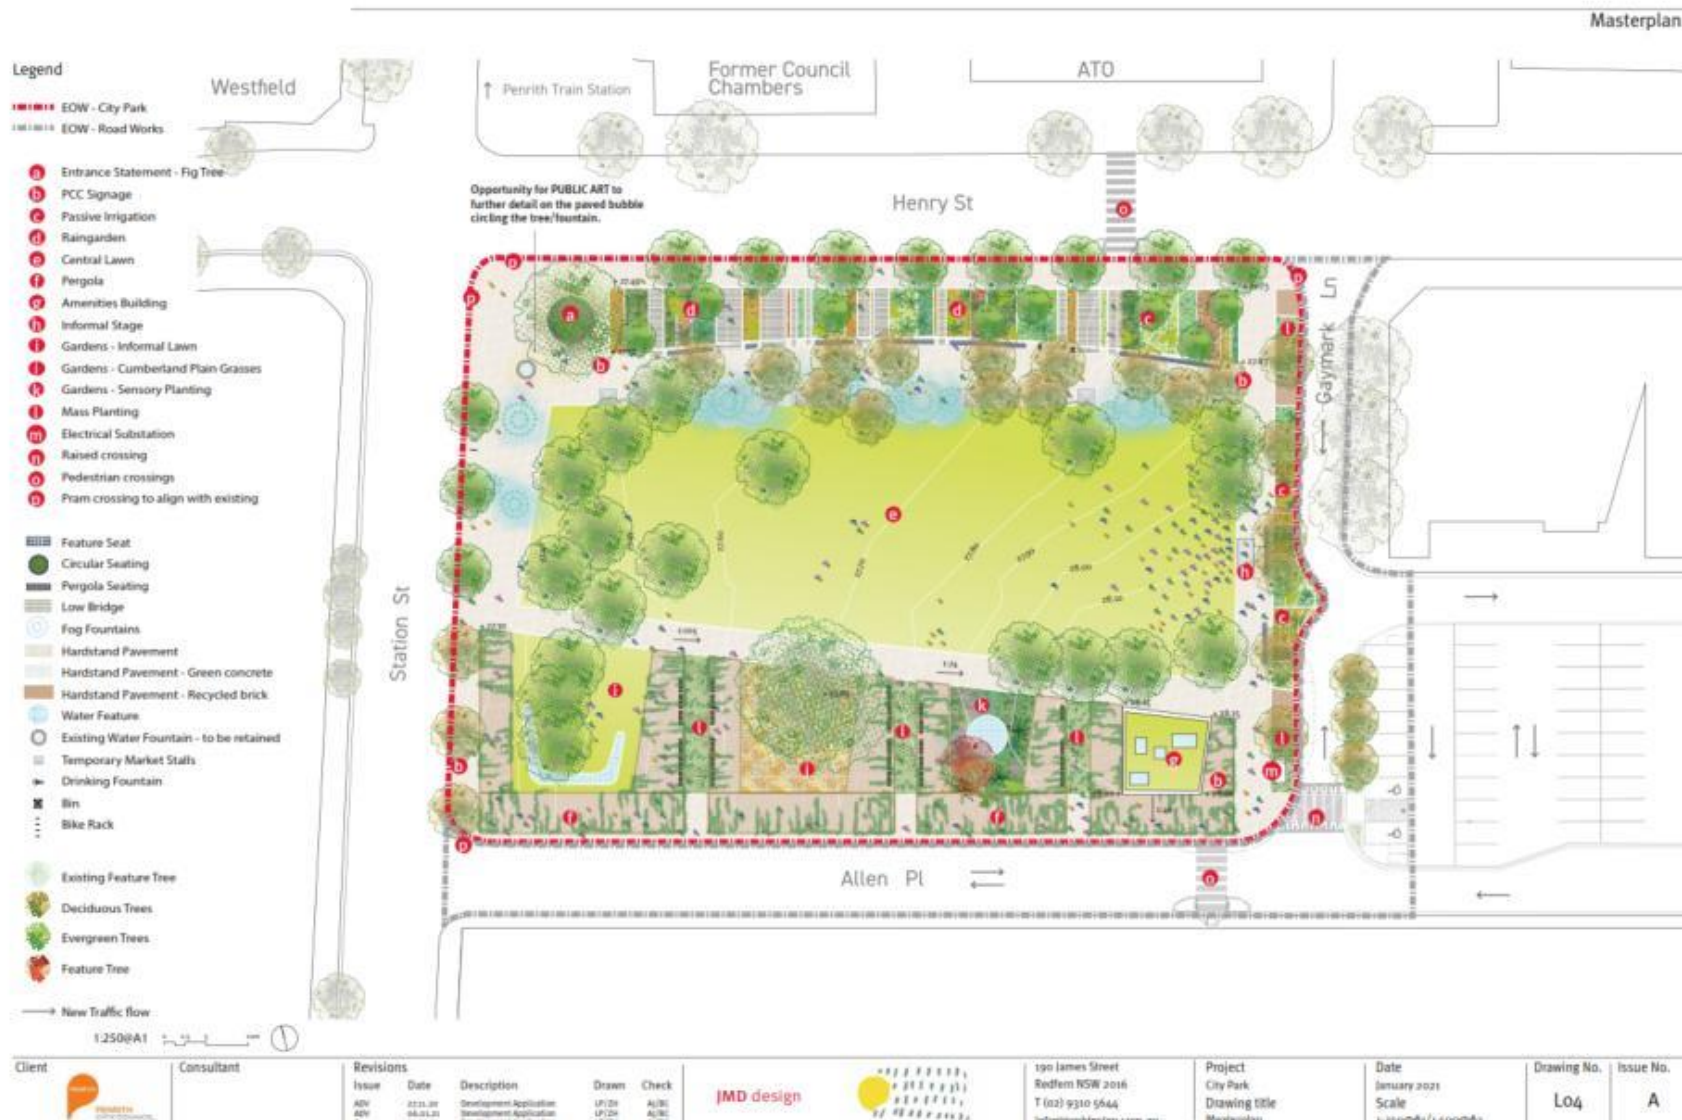 Masterplan
Legend
EOW - City Park
EOW - Road Works
a Entrance Statement - Fig Tree
b PCC Signage
c Passive Irrigation
d Raingarden
e Central Lawn
f Pergola
g Amenities Building
h Informal Stage
i Gardens - Informal Lawn
j Gardens - Cumberland Plain Grasses
k Gardens - Sensory Planting
l Mass Planting
m Electrical Substation
n Raised crossing
o Pedestrian crossings
p Pram crossing to align with existing
Feature Seat
Circular Seating
Pergola Seating
Low Bridge
Fog Fountains
Hardstand Pavement
Hardstand Pavement - Green concrete
Hardstand Pavement - Recycled brick
Water Feature
Existing Water Fountain - to be retained
Temporary Market Stalls
Drinking Fountain
Bin
Bike Rack
Existing Feature Tree
Deciduous Trees
Evergreen Trees
Feature Tree
New Traffic flow
1:250@A1
Westfield
Penrith Train Station
Former Council
Chambers
ATO
Opportunity for PUBLIC ART to
further detail on the paved bubble
circling the tree/fountain.
Henry St
Station St
Gaymark Ln
Allen Pl
Client
Consultant
Revisions
Issue Date Description Drawn Check
ADV Development Application
ADV Development Application
JMD design
190 James Street
Redfern NSW 2016
T (02) 9310 5644
Project
City Park
Drawing title
Masterplan
Date
January 2021
Scale
Drawing No.
L04
Issue No.
A